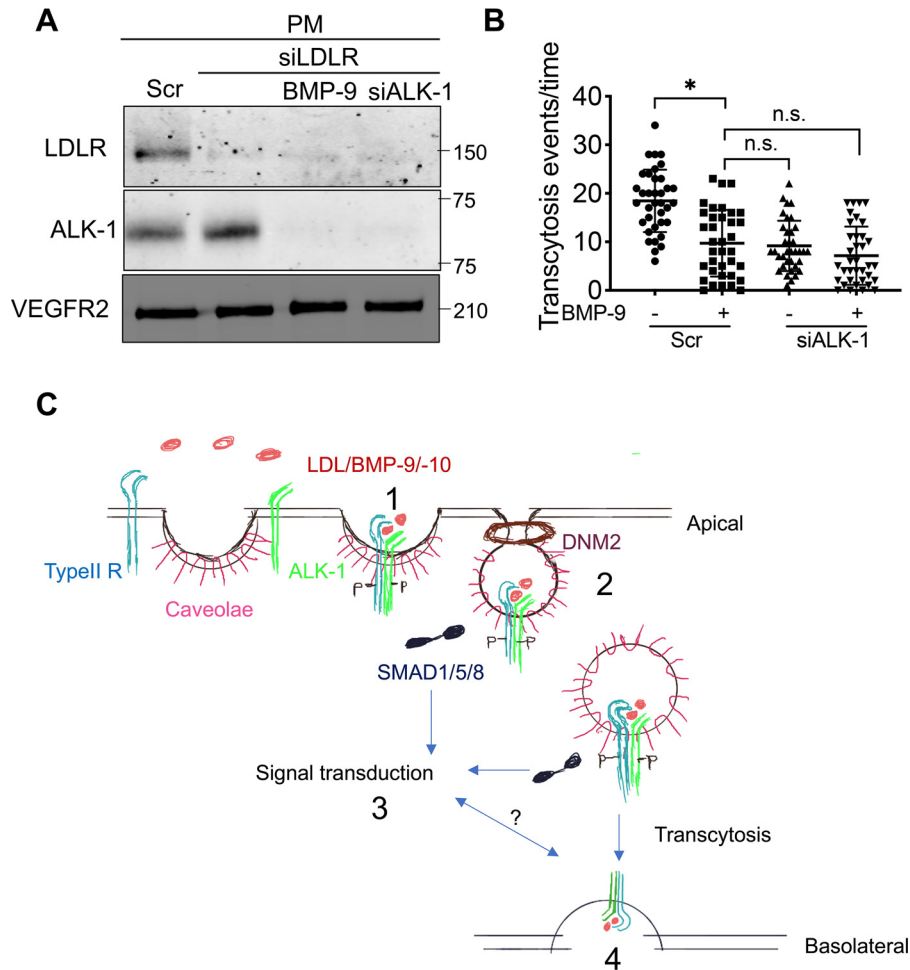 A
PM
siLDLR
Scr
BMP-9
siALK-1
LDLR
150
75
ALK-1
75
VEGFR2
210
B
Transcytosis events/time
40
30
20
10
0
*
n.s.
n.s.
BMP-9
-
+
-
+
Scr
siALK-1
C
LDL/BMP-9/-10
1
Apical
TypeII R
ALK-1
DNM2
Caveolae
P
P
2
P
P
SMAD1/5/8
P
P
Signal transduction
3
?
Transcytosis
4
Basolateral